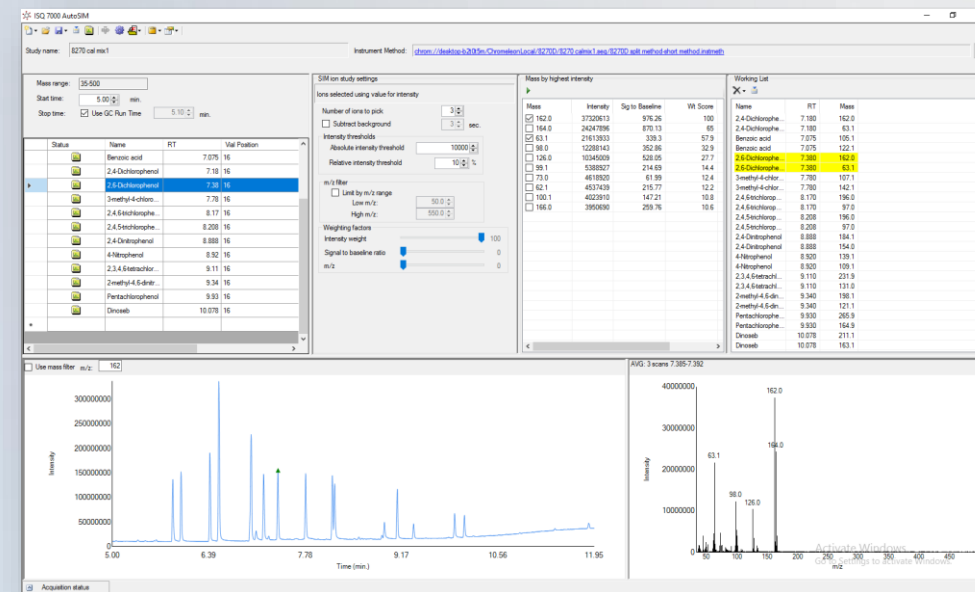 ISQ 7000 AutoSIM
Study name: 8270 cal mix1 Instrument Method: chrom://desktop-b2l0t5m/ChromeleonLocal/8270D/8270 calmix1.seq/8270D split method-short method.instmeth
Mass range: 35-500
Start time: 5.00 min.
Stop time: Use GC Run Time 5.10 min.
Status Name RT Vial Position
Benzoic acid 7.075 16
2,4-Dichlorophenol 7.18 16
2,6-Dichlorophenol 7.38 16
3-methyl-4-chloro... 7.78 16
2,4,6-trichlorophe... 8.17 16
2,4,5-trichlorophe... 8.208 16
2,4-Dinitrophenol 8.888 16
4-Nitrophenol 8.92 16
2,3,4,6-tetrachlor... 9.11 16
2-methyl-4,6-dinitr... 9.34 16
Pentachlorophenol 9.93 16
Dinoseb 10.078 16
SIM ion study settings
Ions selected using value for intensity
Number of ions to pick 3
Subtract background 3 sec.
Intensity thresholds
Absolute intensity threshold 10000
Relative intensity threshold 10 %
m/z filter
Limit by m/z range
Low m/z: 50.0
High m/z: 550.0
Weighting factors
Intensity weight 100
Signal to baseline ratio 0
m/z 0
Mass by highest intensity
Mass Intensity Sig to Baseline Wt Score
162.0 37320613 976.26 100
164.0 24247896 870.13 65
63.1 21613933 339.3 57.9
98.0 12288143 352.86 32.9
126.0 10345009 528.05 27.7
99.1 5388927 214.69 14.4
73.0 4618920 61.99 12.4
62.1 4537439 215.77 12.2
100.1 4023910 147.21 10.8
166.0 3950690 259.76 10.6
Working List
Name RT Mass
2,4-Dichlorophe... 7.180 162.0
2,4-Dichlorophe... 7.180 63.1
Benzoic acid 7.075 105.1
Benzoic acid 7.075 122.1
2,6-Dichlorophe... 7.380 162.0
2,6-Dichlorophe... 7.380 63.1
3-methyl-4-chlor... 7.780 107.1
3-methyl-4-chlor... 7.780 142.1
2,4,6-trichlorop... 8.170 196.0
2,4,6-trichlorop... 8.170 97.0
2,4,5-trichlorop... 8.208 196.0
2,4,5-trichlorop... 8.208 97.0
2,4-Dinitrophenol 8.888 184.1
2,4-Dinitrophenol 8.888 154.0
4-Nitrophenol 8.920 139.1
4-Nitrophenol 8.920 109.1
2,3,4,6-tetrachl... 9.110 231.9
2,3,4,6-tetrachl... 9.110 131.0
2-methyl-4,6-din... 9.340 198.1
2-methyl-4,6-din... 9.340 121.1
Pentachlorophe... 9.930 265.9
Pentachlorophe... 9.930 164.9
Dinoseb 10.078 211.1
Dinoseb 10.078 163.1
Use mass filter m/z: 162
300000000
250000000
200000000
150000000
100000000
50000000
0
Intensity
5.00 6.39 7.78 9.17 10.56 11.95
Time (min.)
AVG: 3 scans 7.385-7.392
40000000
30000000
20000000
10000000
0
Intensity
162.0
164.0
63.1
98.0
126.0
50 100 150 200 250 300 350 400 450
m/z
Activate Windows
Go to Settings to activate Windows.
Acquisition status